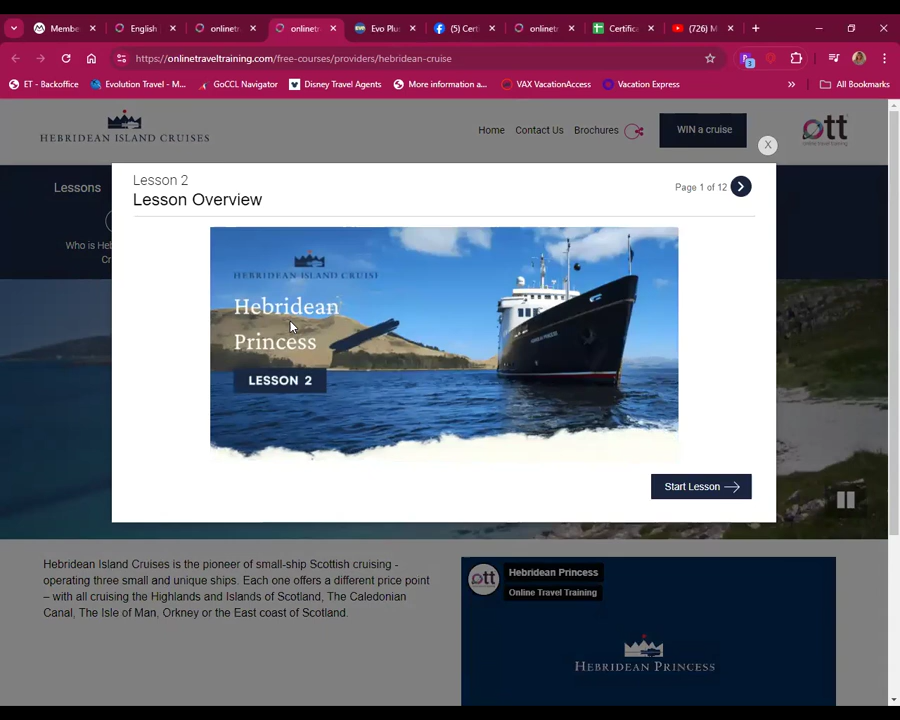 Membe
English
onlinetr
onlinetr
Evo Plu
(5) Cert
onlinetr
Certifica
(726) M
https://onlinetraveltraining.com/free-courses/providers/hebridean-cruise
3
ET - Backoffice
Evolution Travel - M...
GoCCL Navigator
Disney Travel Agents
More information a...
VAX VacationAccess
Vacation Express
»
All Bookmarks
HEBRIDEAN ISLAND CRUISES
Home
Contact Us
Brochures
WIN a cruise
ott
online travel training
X
Lessons
Who is Heb
Cr
Lesson 2
Lesson Overview
Page 1 of 12
HEBRIDEAN ISLAND CRUISE
Hebridean
Princess
LESSON 2
HEBRIDEAN PRINCESS
Start Lesson
Hebridean Island Cruises is the pioneer of small-ship Scottish cruising -
operating three small and unique ships. Each one offers a different price point
– with all cruising the Highlands and Islands of Scotland, The Caledonian
Canal, The Isle of Man, Orkney or the East coast of Scotland.
ott
Hebridean Princess
Online Travel Training
HEBRIDEAN PRINCESS